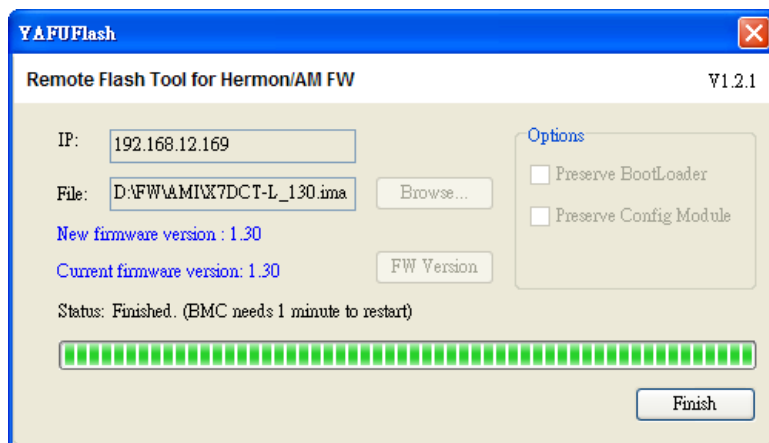 YAFUFlash
Remote Flash Tool for Hermon/AM FW
V1.2.1
IP:
192.168.12.169
File:
D:\FW\AMI\X7DCT-L_130.ima
Browse...
New firmware version : 1.30
Current firmware version: 1.30
FW Version
Options
Preserve BootLoader
Preserve Config Module
Status: Finished. (BMC needs 1 minute to restart)
Finish